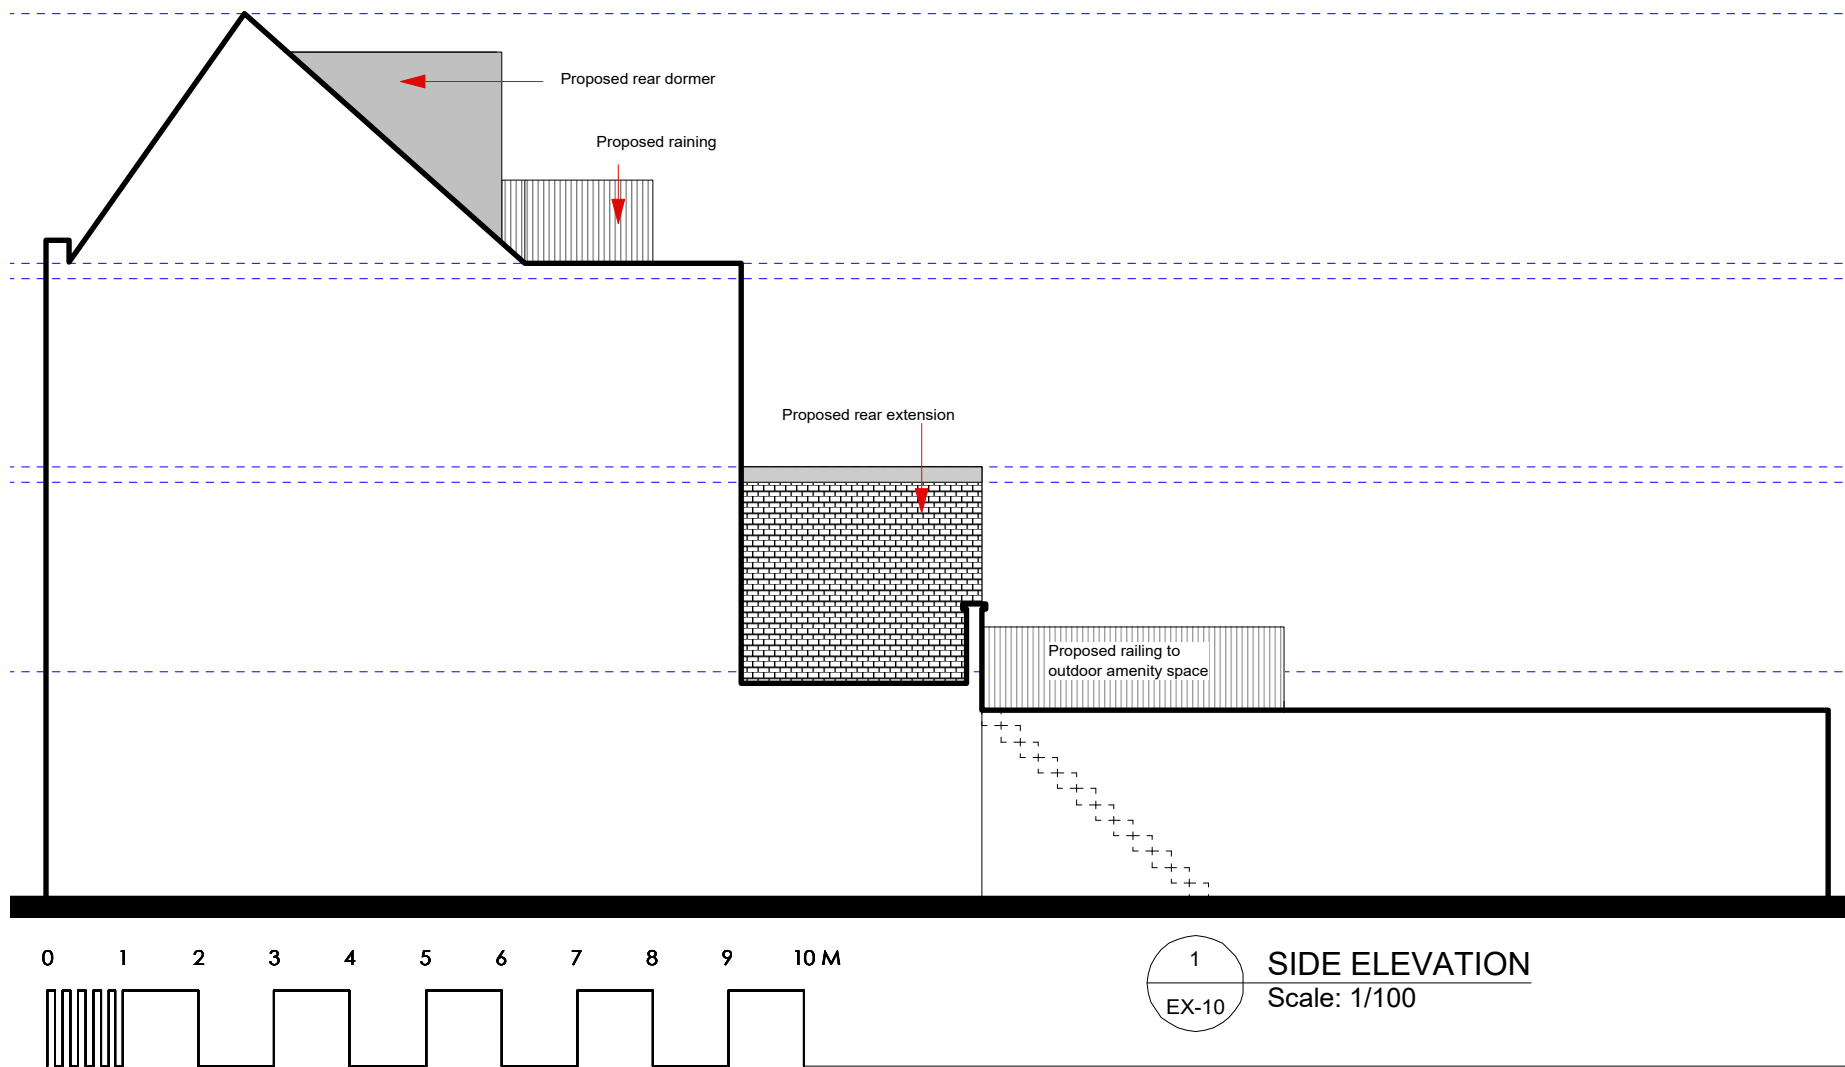 Proposed rear dormer
Proposed raining
Proposed rear extension
Proposed railing to
outdoor amenity space
0 1 2 3 4 5 6 7 8 9 10 M
1
EX-10
SIDE ELEVATION
Scale: 1/100